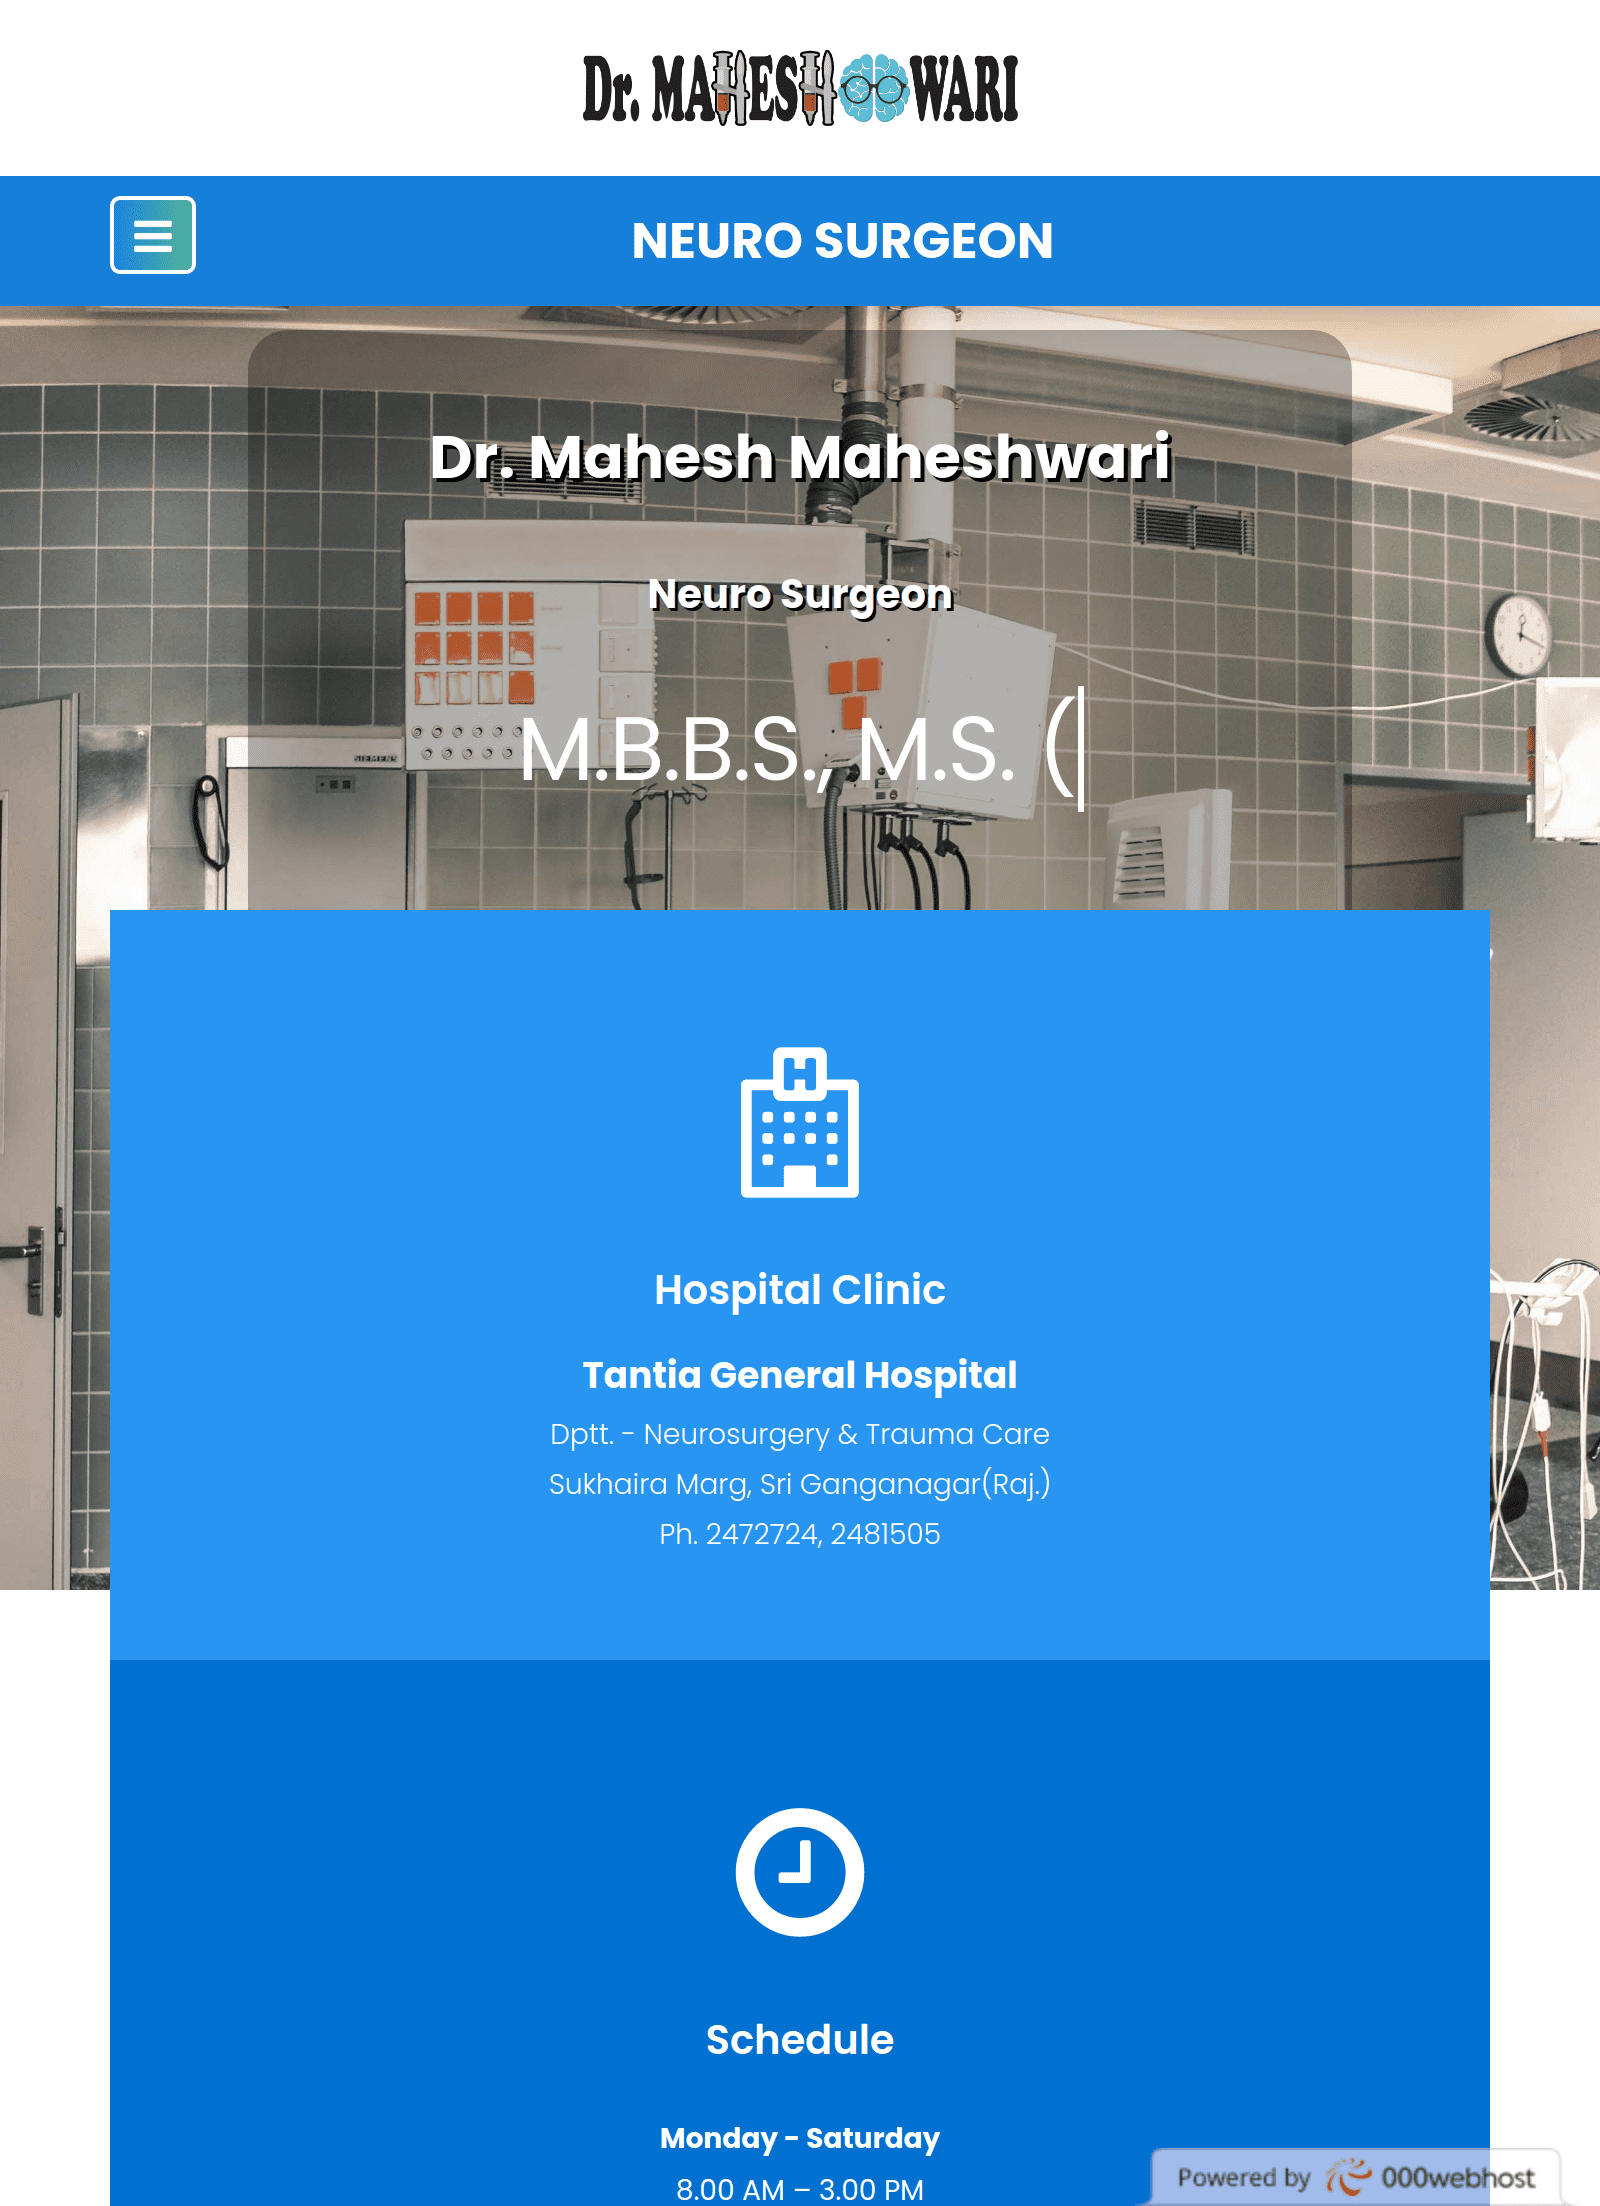 Dr. MAHESHWARI
NEURO SURGEON
Dr. Mahesh Maheshwari
Neuro Surgeon
M.B.B.S., M.S. (
SIEMENS
H
Hospital Clinic
Tantia General Hospital
Dptt. - Neurosurgery & Trauma Care
Sukhaira Marg, Sri Ganganagar(Raj.)
Ph. 2472724, 2481505
Schedule
Monday - Saturday
8.00 AM – 3.00 PM
Powered by 000webhost